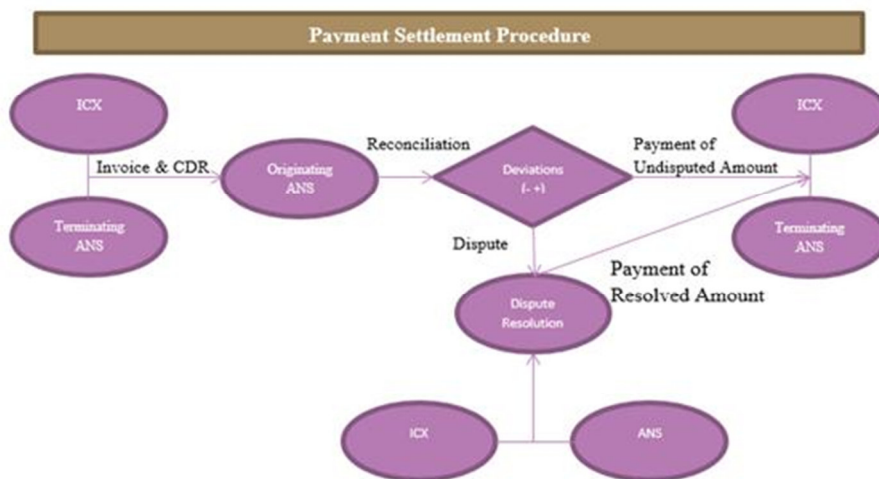 Payment Settlement Procedure
ICX
ICX
Reconciliation
Payment of
Undisputed Amount
Invoice & CDR
Originating
ANS
Deviations
(- +)
Terminating
ANS
Terminating
ANS
Dispute
Payment of
Resolved Amount
Dispute
Resolution
ICX
ANS